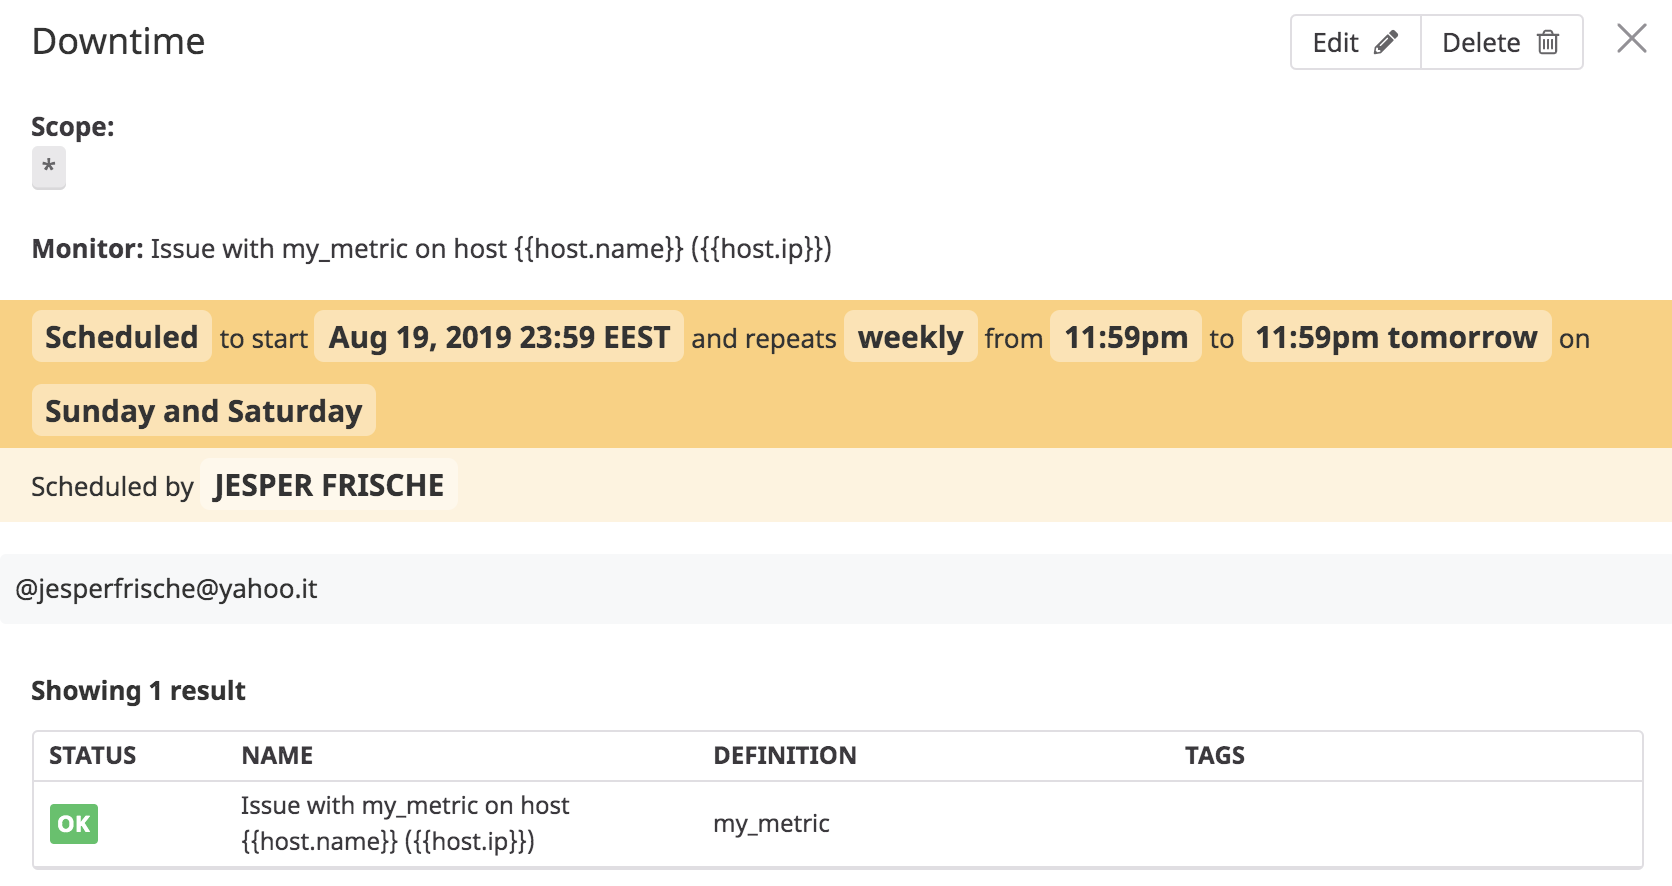 Downtime
Edit Delete
Scope:
*
Monitor: Issue with my_metric on host {{host.name}} ({{host.ip}})
Scheduled to start Aug 19, 2019 23:59 EEST and repeats weekly from 11:59pm to 11:59pm tomorrow on
Sunday and Saturday
Scheduled by JESPER FRISCHE
@jesperfrische@yahoo.it
Showing 1 result
STATUS NAME DEFINITION TAGS
OK Issue with my_metric on host
{{host.name}} ({{host.ip}}) my_metric